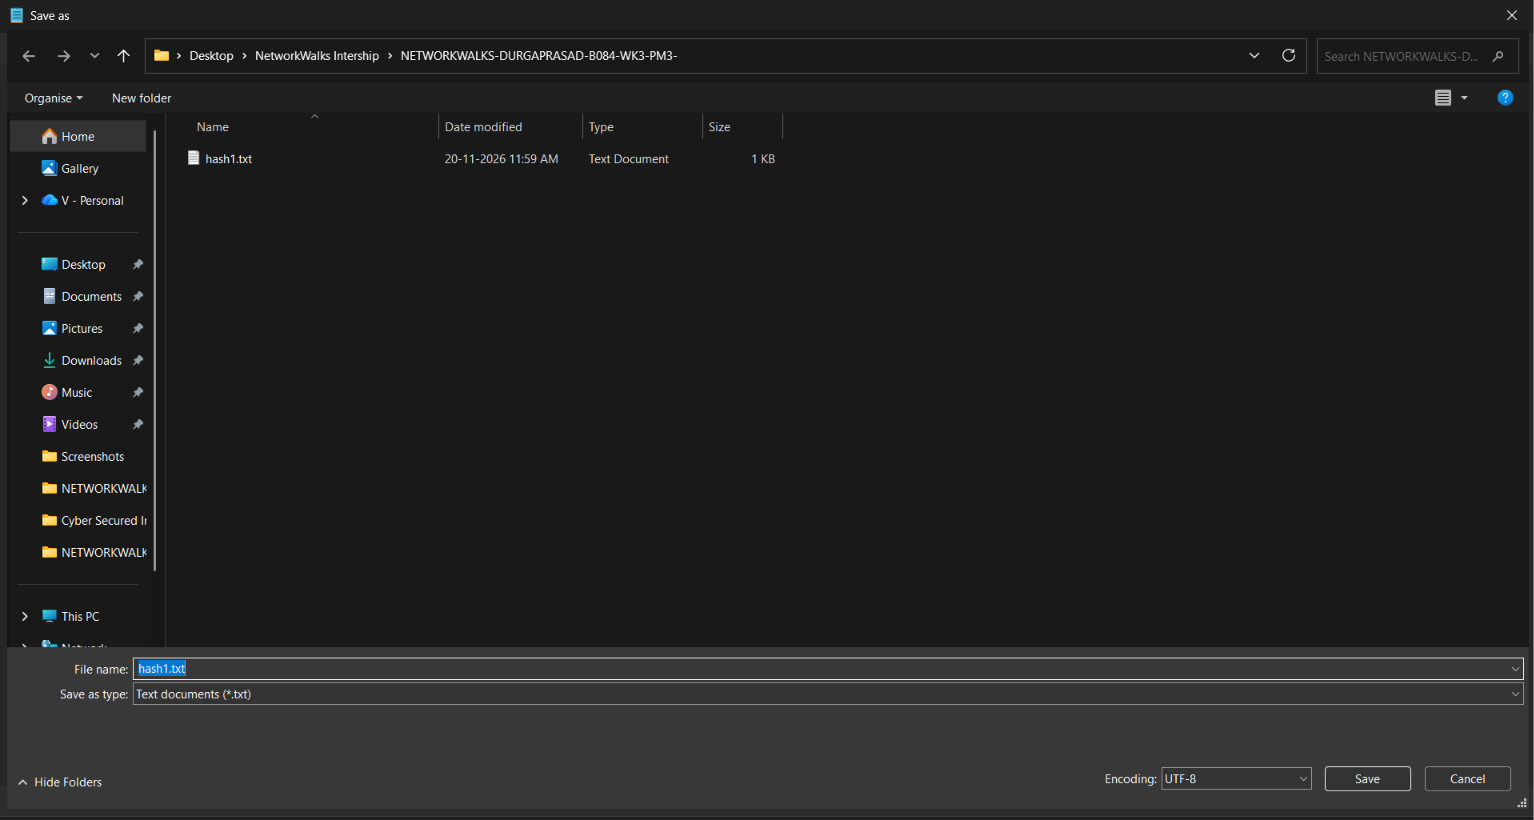 Save as
Desktop > NetworkWalks Intership > NETWORKWALKS-DURGAPRASAD-B084-WK3-PM3-
Search NETWORKWALKS-D...
Organise
New folder
Name
Date modified
Type
Size
hash1.txt
20-11-2026 11:59 AM
Text Document
1 KB
Home
Gallery
V - Personal
Desktop
Documents
Pictures
Downloads
Music
Videos
Screenshots
NETWORKWALK
Cyber Secured In
NETWORKWALK
This PC
Network
File name: hash1.txt
Save as type: Text documents (*.txt)
Hide Folders
Encoding: UTF-8
Save
Cancel